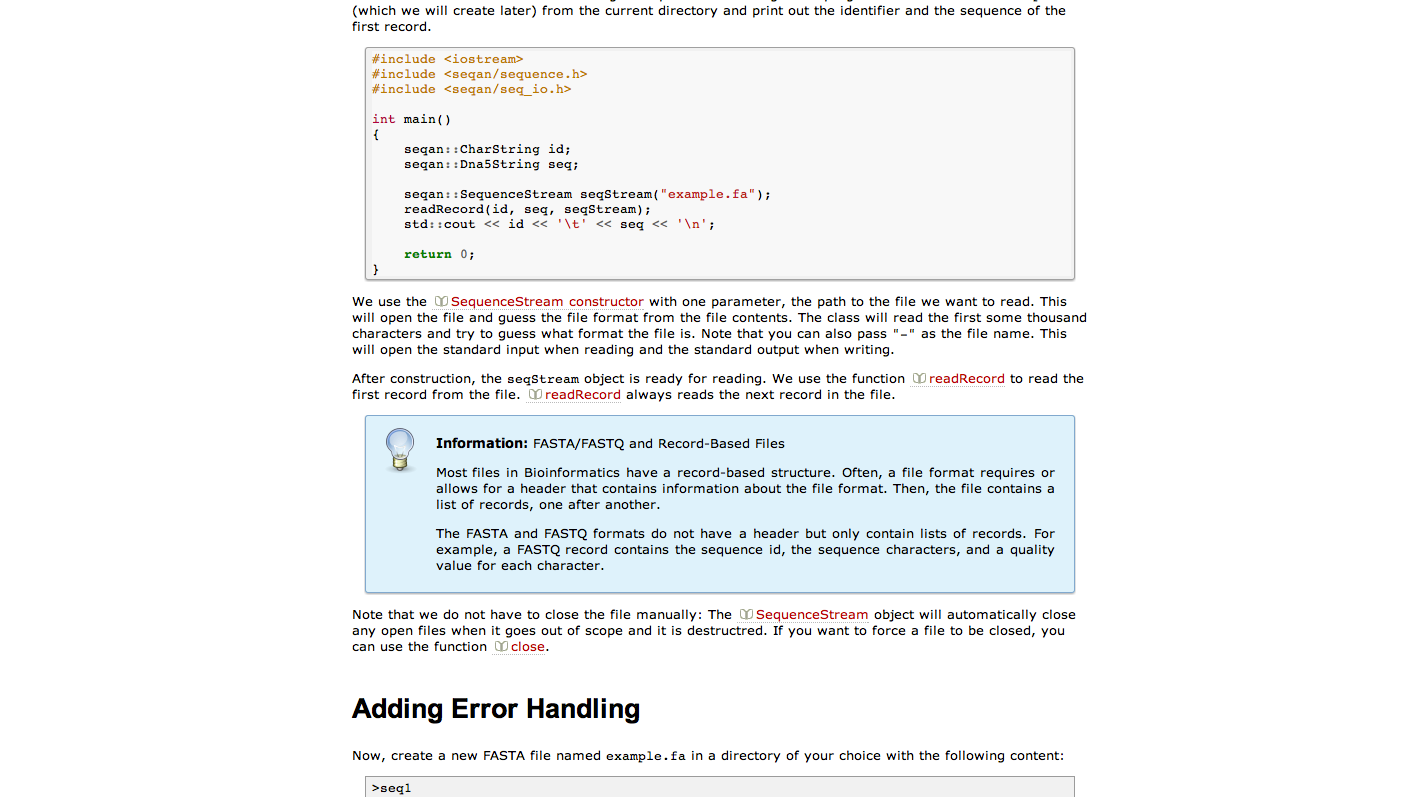 (which we will create later) from the current directory and print out the identifier and the sequence of the
first record.
#include <iostream>
#include <seqan/sequence.h>
#include <seqan/seq_io.h>
int main()
{
    seqan::CharString id;
    seqan::Dna5String seq;
    seqan::SequenceStream seqStream("example.fa");
    readRecord(id, seq, seqStream);
    std::cout << id << '\t' << seq << '\n';
    return 0;
}
We use the SequenceStream constructor with one parameter, the path to the file we want to read. This
will open the file and guess the file format from the file contents. The class will read the first some thousand
characters and try to guess what format the file is. Note that you can also pass "-" as the file name. This
will open the standard input when reading and the standard output when writing.
After construction, the seqStream object is ready for reading. We use the function readRecord to read the
first record from the file. readRecord always reads the next record in the file.
Information: FASTA/FASTQ and Record-Based Files
Most files in Bioinformatics have a record-based structure. Often, a file format requires or
allows for a header that contains information about the file format. Then, the file contains a
list of records, one after another.
The FASTA and FASTQ formats do not have a header but only contain lists of records. For
example, a FASTQ record contains the sequence id, the sequence characters, and a quality
value for each character.
Note that we do not have to close the file manually: The SequenceStream object will automatically close
any open files when it goes out of scope and it is destructred. If you want to force a file to be closed, you
can use the function close.
Adding Error Handling
Now, create a new FASTA file named example.fa in a directory of your choice with the following content:
>seq1